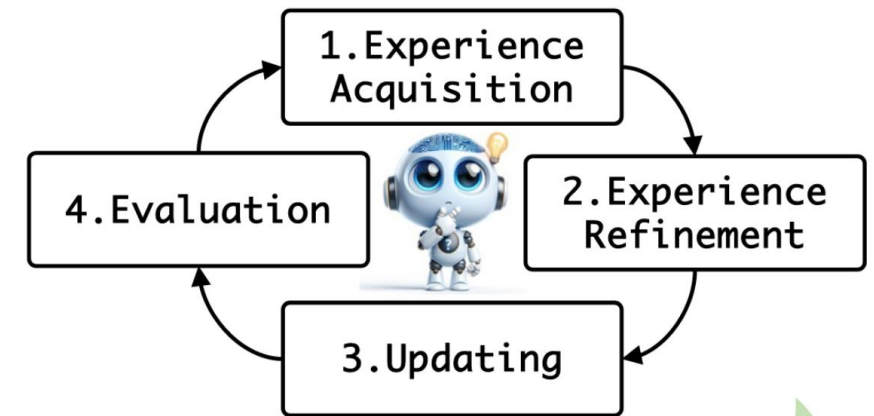 1.Experience
Acquisition
2.Experience
Refinement
3.Updating
4.Evaluation
?